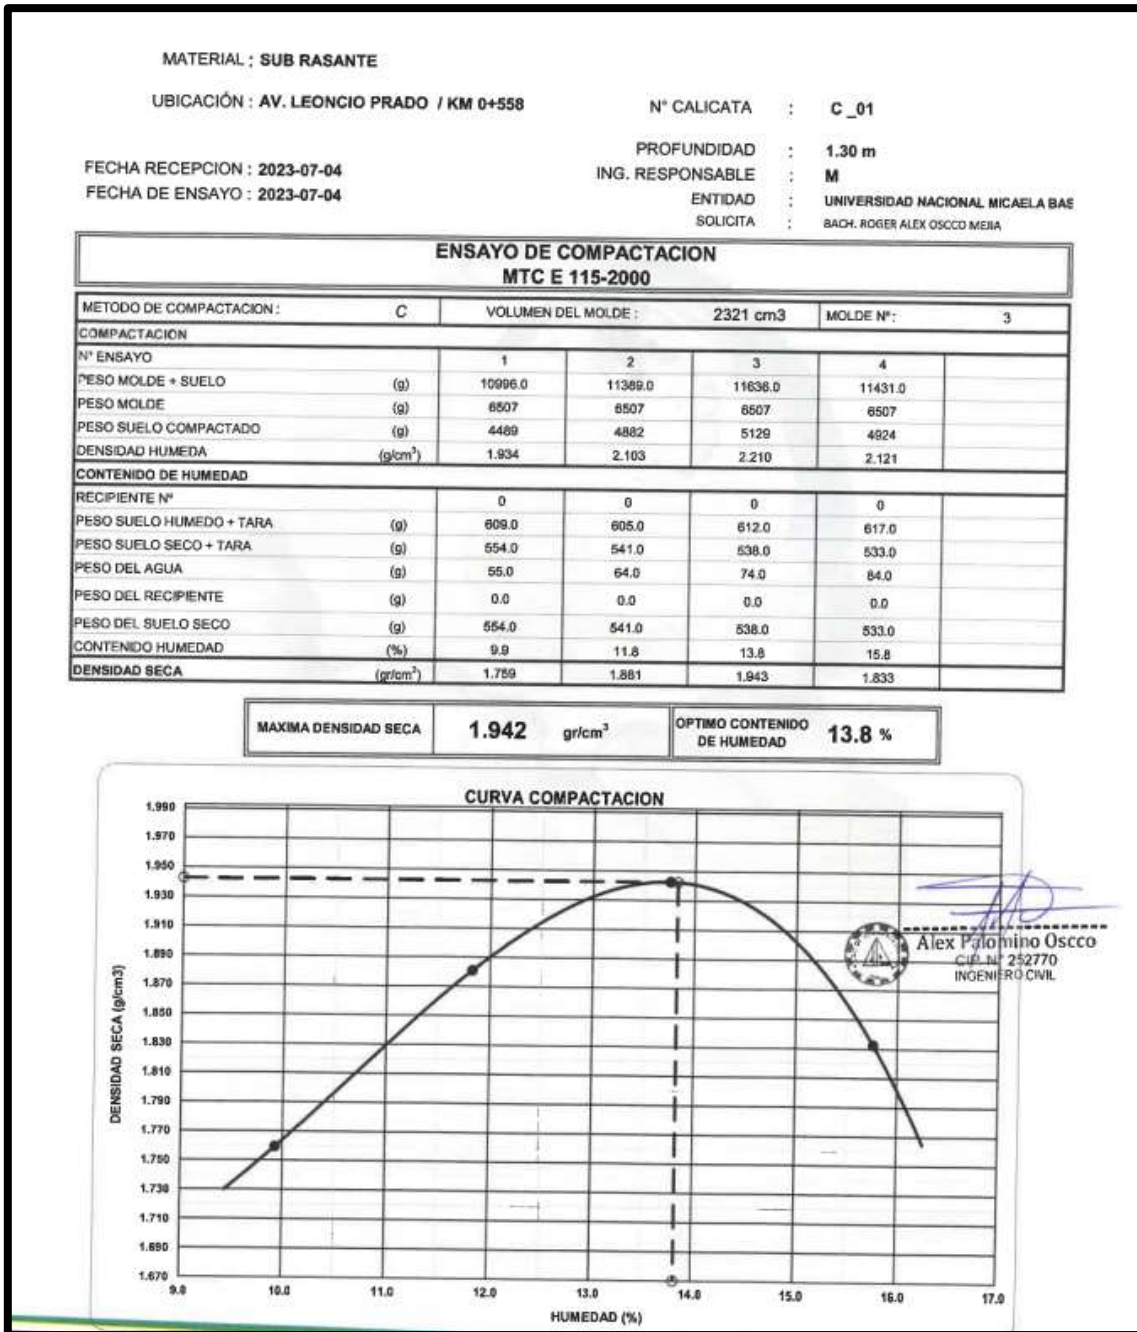 MATERIAL : SUB RASANTE
UBICACIÓN : AV. LEONCIO PRADO / KM 0+558
N° CALICATA : C _01
PROFUNDIDAD : 1.30 m
FECHA RECEPCION : 2023-07-04
ING. RESPONSABLE : M
FECHA DE ENSAYO : 2023-07-04
ENTIDAD : UNIVERSIDAD NACIONAL MICAELA BAS
SOLICITA : BACH. ROGER ALEX OSCCO MEJIA
ENSAYO DE COMPACTACION
MTC E 115-2000
METODO DE COMPACTACION : C VOLUMEN DEL MOLDE : 2321 cm3 MOLDE Nº : 3
COMPACTACION
N° ENSAYO 1 2 3 4
PESO MOLDE + SUELO (g) 10996.0 11389.0 11636.0 11431.0
PESO MOLDE (g) 6507 6507 6507 6507
PESO SUELO COMPACTADO (g) 4489 4882 5129 4924
DENSIDAD HUMEDA (g/cm³) 1.934 2.103 2.210 2.121
CONTENIDO DE HUMEDAD
RECIPIENTE Nº 0 0 0 0
PESO SUELO HUMEDO + TARA (g) 609.0 605.0 612.0 617.0
PESO SUELO SECO + TARA (g) 554.0 541.0 538.0 533.0
PESO DEL AGUA (g) 55.0 64.0 74.0 84.0
PESO DEL RECIPIENTE (g) 0.0 0.0 0.0 0.0
PESO DEL SUELO SECO (g) 554.0 541.0 538.0 533.0
CONTENIDO HUMEDAD (%) 9.9 11.8 13.8 15.8
DENSIDAD SECA (gr/cm³) 1.759 1.881 1.943 1.833
MAXIMA DENSIDAD SECA 1.942 gr/cm³ OPTIMO CONTENIDO DE HUMEDAD 13.8 %
CURVA COMPACTACION
1.990
1.970
1.950
1.930
1.910
1.890
1.870
1.850
1.830
1.810
1.790
1.770
1.750
1.730
1.710
1.690
1.670
DENSIDAD SECA (g/cm3)
9.0 10.0 11.0 12.0 13.0 14.0 15.0 16.0 17.0
HUMEDAD (%)
Alex Palomino Oscco
CIP. N° 252770
INGENIERO CIVIL